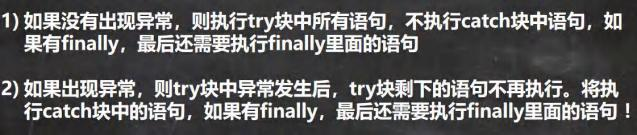 1) 如果没有出现异常，则执行try块中所有语句，不执行catch块中语句，如
果有finally，最后还需要执行finally里面的语句
2) 如果出现异常，则try块中异常发生后，try块剩下的语句不再执行。将执
行catch块中的语句，如果有finally，最后还需要执行finally里面的语句！